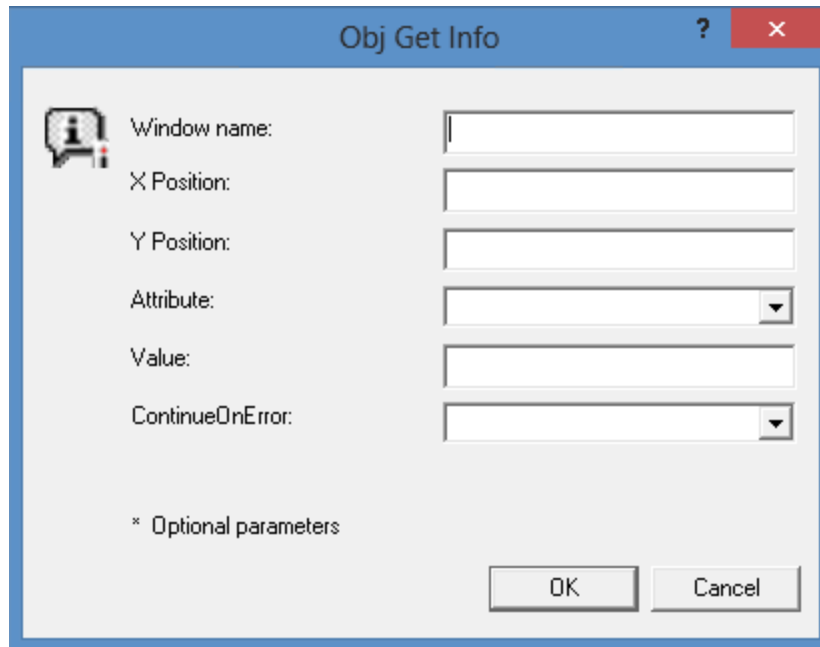 Obj Get Info ?
Window name:
X Position:
Y Position:
Attribute:
Value:
ContinueOnError:
* Optional parameters
OK Cancel